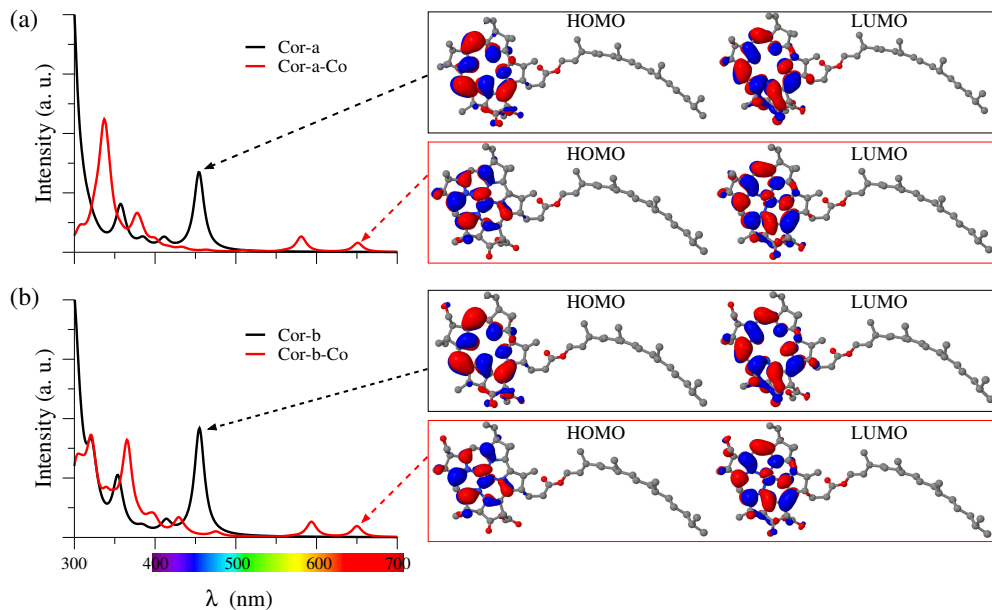 (a)
Intensity (a. u.)
Cor-a
Cor-a-Co
HOMO
LUMO
HOMO
LUMO
(b)
Intensity (a. u.)
Cor-b
Cor-b-Co
HOMO
LUMO
HOMO
LUMO
300 400 500 600 700
λ (nm)